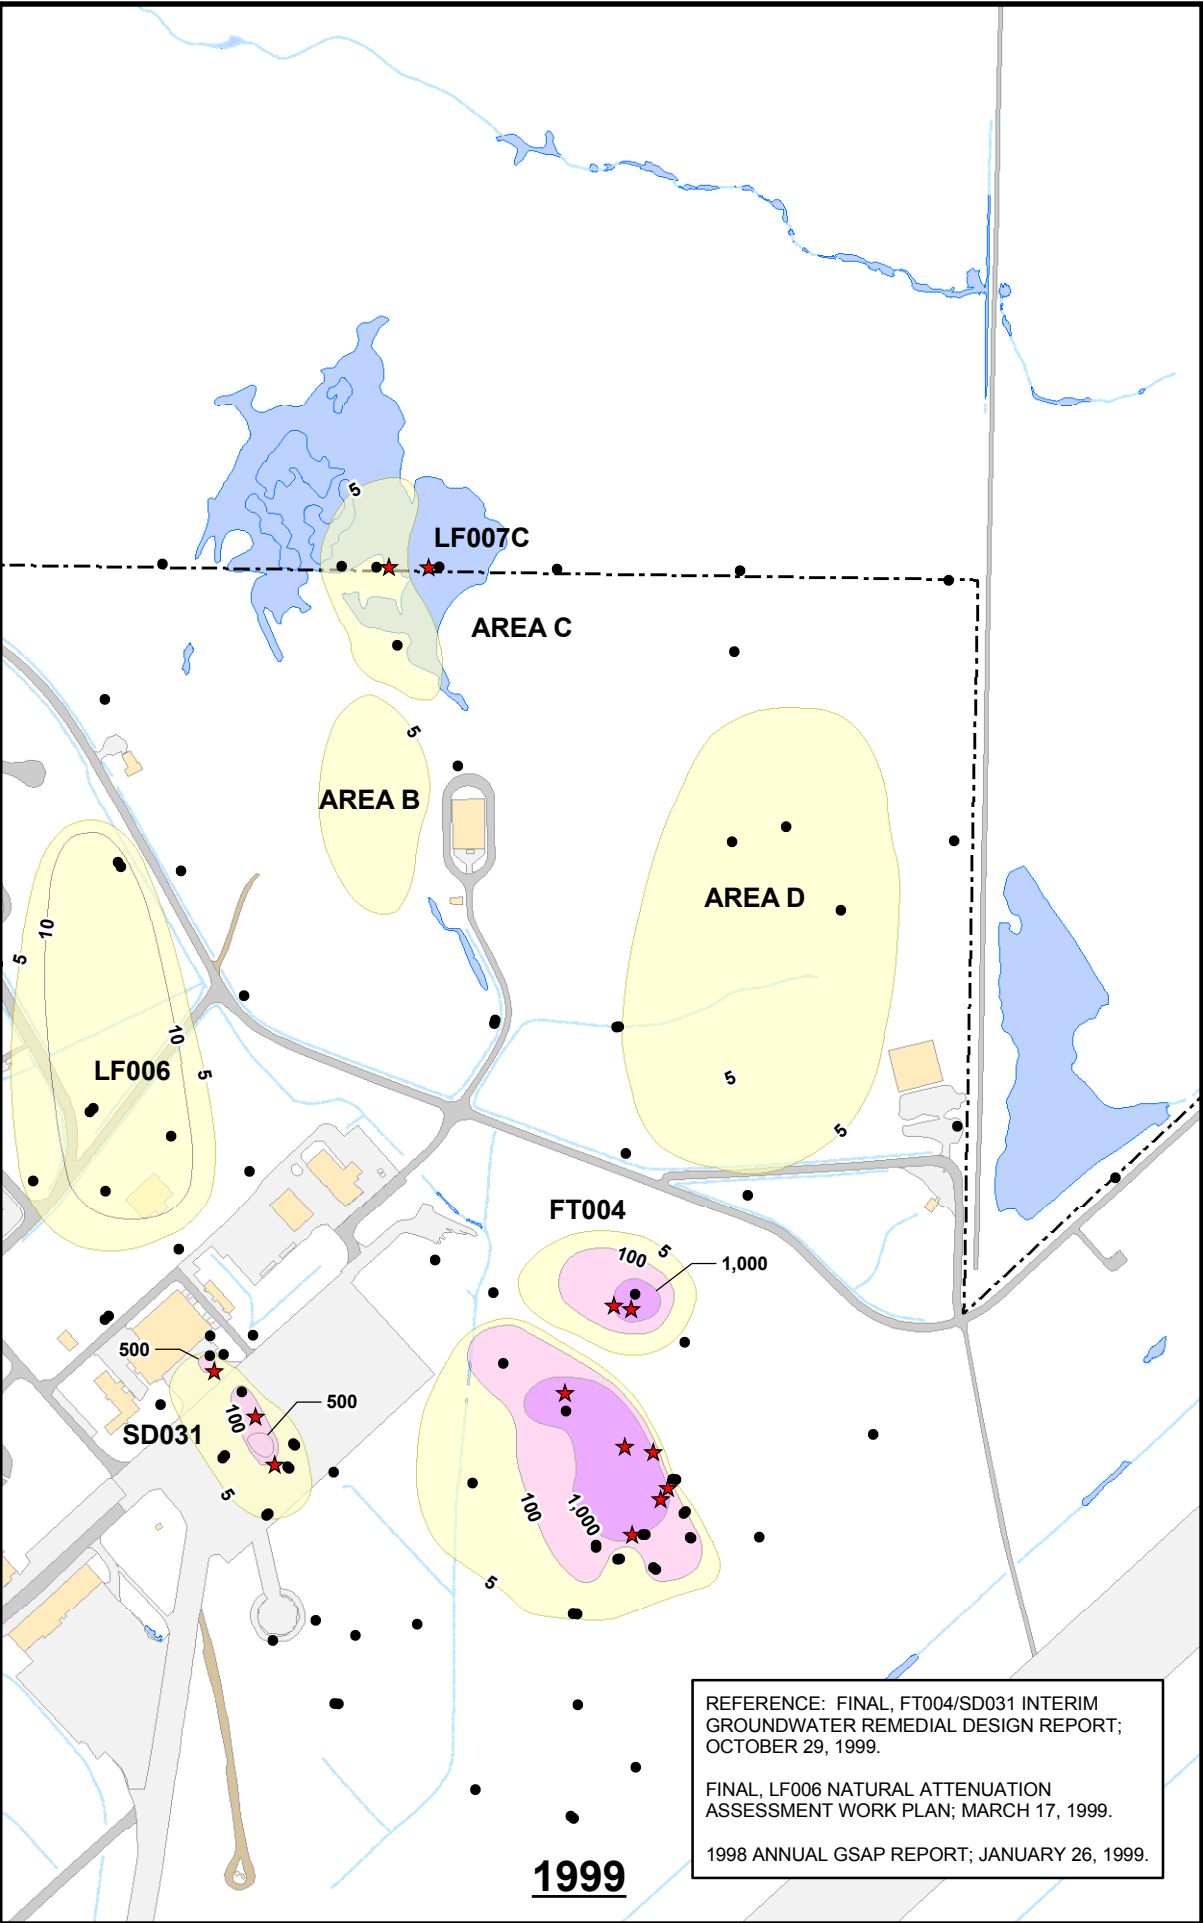 5
LF007C
AREA C
5
AREA B
AREA D
10
5
10
LF006
5
5
5
FT004
100
5
1,000
500
500
100
SD031
5
100
1,000
5
REFERENCE: FINAL, FT004/SD031 INTERIM
GROUNDWATER REMEDIAL DESIGN REPORT;
OCTOBER 29, 1999.
FINAL, LF006 NATURAL ATTENUATION
ASSESSMENT WORK PLAN; MARCH 17, 1999.
1998 ANNUAL GSAP REPORT; JANUARY 26, 1999.
1999